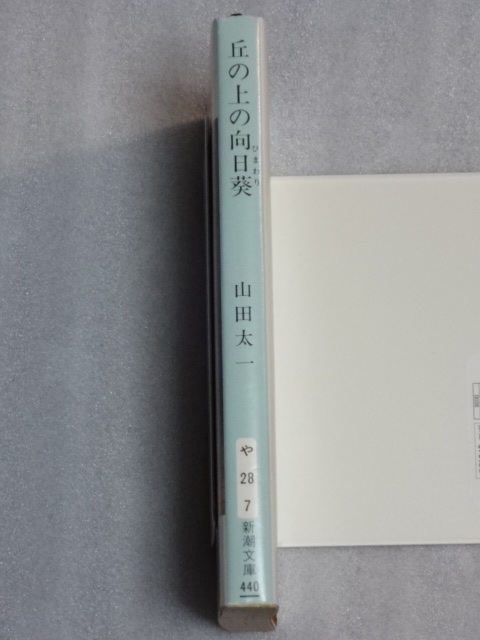 丘の上の向日葵
ひまわり
山田太一
や
28
7
新潮文庫
440